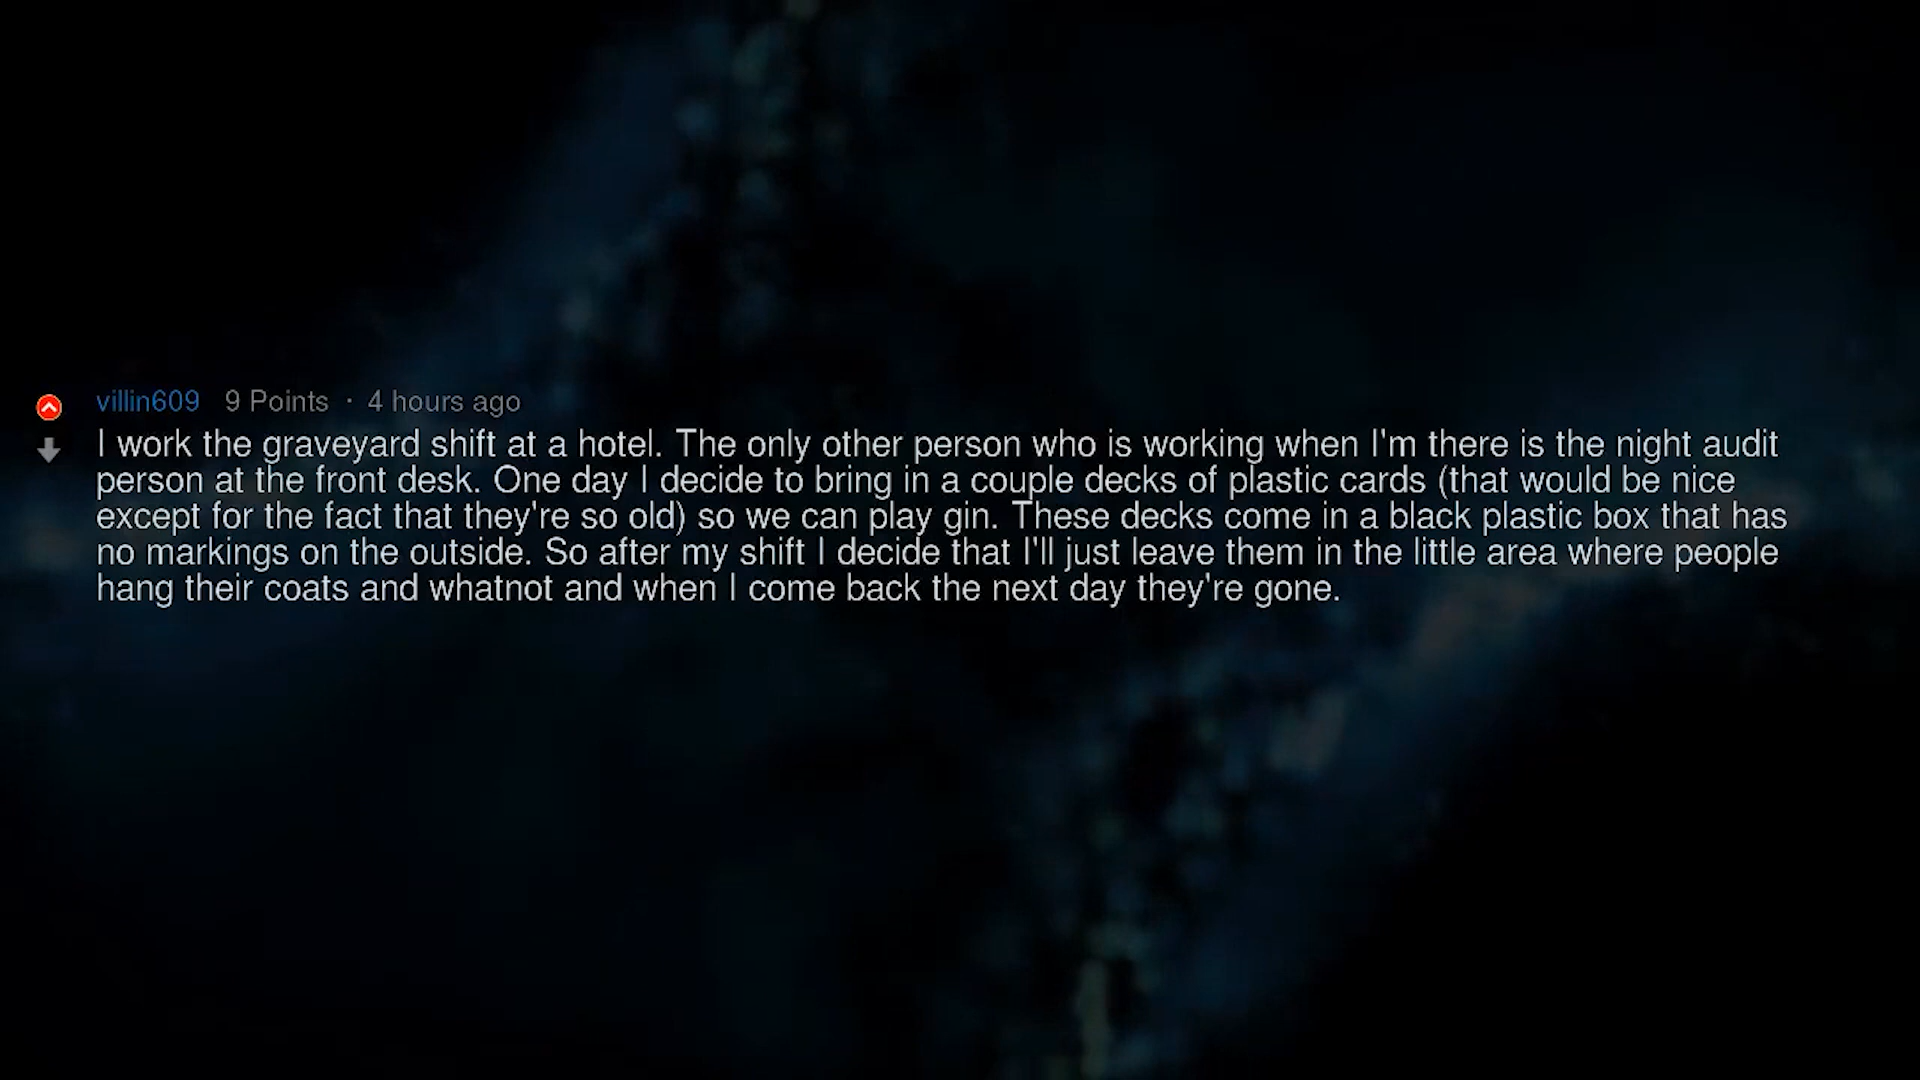 villin609 9 Points · 4 hours ago
I work the graveyard shift at a hotel. The only other person who is working when I'm there is the night audit
person at the front desk. One day I decide to bring in a couple decks of plastic cards (that would be nice
except for the fact that they're so old) so we can play gin. These decks come in a black plastic box that has
no markings on the outside. So after my shift I decide that I'll just leave them in the little area where people
hang their coats and whatnot and when I come back the next day they're gone.